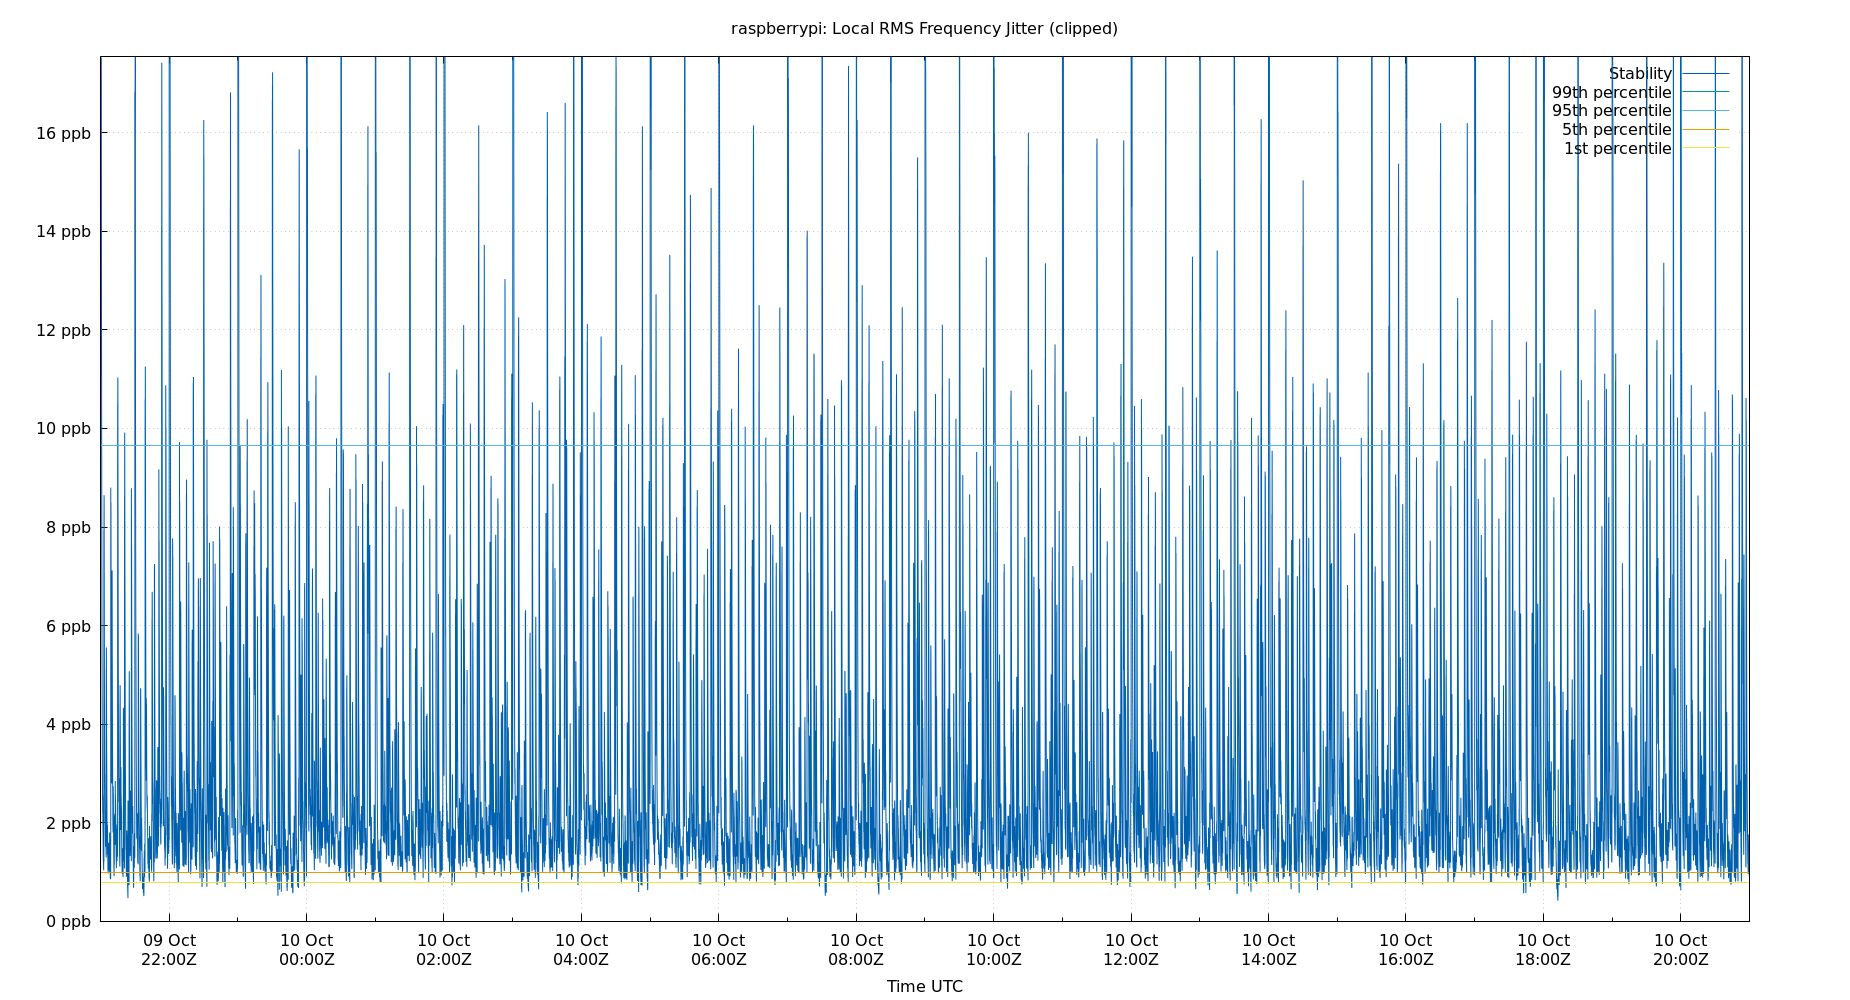 raspberrypi: Local RMS Frequency Jitter (clipped)
Stability
99th percentile
95th percentile
5th percentile
1st percentile
16 ppb
14 ppb
12 ppb
10 ppb
8 ppb
6 ppb
4 ppb
2 ppb
0 ppb
09 Oct 10 Oct 10 Oct 10 Oct 10 Oct 10 Oct 10 Oct 10 Oct 10 Oct 10 Oct 10 Oct 10 Oct
22:00Z 00:00Z 02:00Z 04:00Z 06:00Z 08:00Z 10:00Z 12:00Z 14:00Z 16:00Z 18:00Z 20:00Z
Time UTC